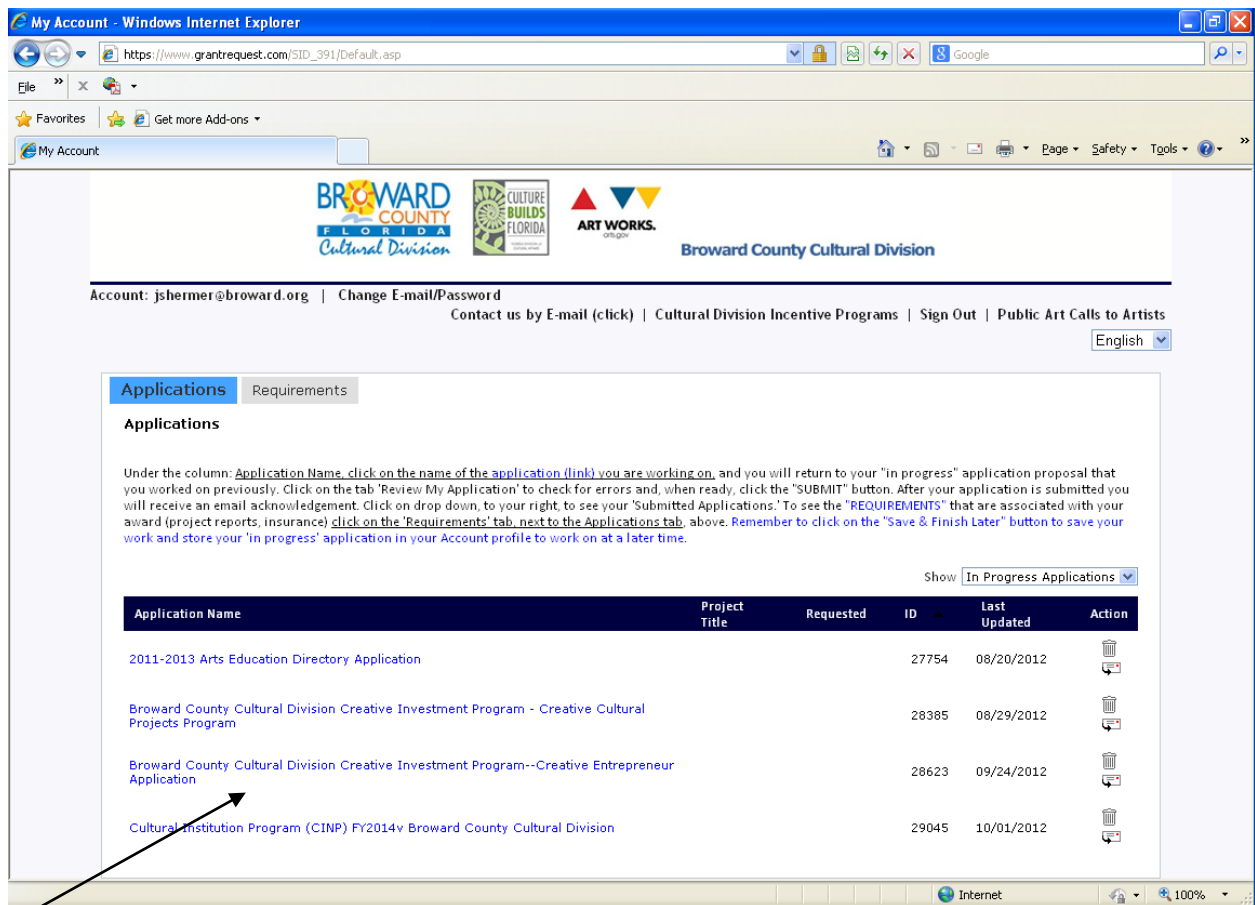 My Account - Windows Internet Explorer
https://www.grantrequest.com/SID_391/Default.asp
Google
File » x
Favorites Get more Add-ons
My Account Page Safety Tools »
BROWARD COUNTY
FLORIDA
Cultural Division
CULTURE BUILDS FLORIDA
ART WORKS.
arts.gov
Broward County Cultural Division
Account: jshermer@broward.org | Change E-mail/Password
Contact us by E-mail (click) | Cultural Division Incentive Programs | Sign Out | Public Art Calls to Artists
English
Applications Requirements
Applications
Under the column: Application Name, click on the name of the application (link) you are working on, and you will return to your "in progress" application proposal that
you worked on previously. Click on the tab 'Review My Application' to check for errors and, when ready, click the "SUBMIT" button. After your application is submitted you
will receive an email acknowledgement. Click on drop down, to your right, to see your 'Submitted Applications.' To see the "REQUIREMENTS" that are associated with your
award (project reports, insurance) click on the 'Requirements' tab, next to the Applications tab, above. Remember to click on the "Save & Finish Later" button to save your
work and store your 'in progress' application in your Account profile to work on at a later time.
Show In Progress Applications
Application Name Project Title Requested ID Last Updated Action
2011-2013 Arts Education Directory Application 27754 08/20/2012
Broward County Cultural Division Creative Investment Program - Creative Cultural
Projects Program 28385 08/29/2012
Broward County Cultural Division Creative Investment Program--Creative Entrepreneur
Application 28623 09/24/2012
Cultural Institution Program (CINP) FY2014v Broward County Cultural Division 29045 10/01/2012
Internet 100%